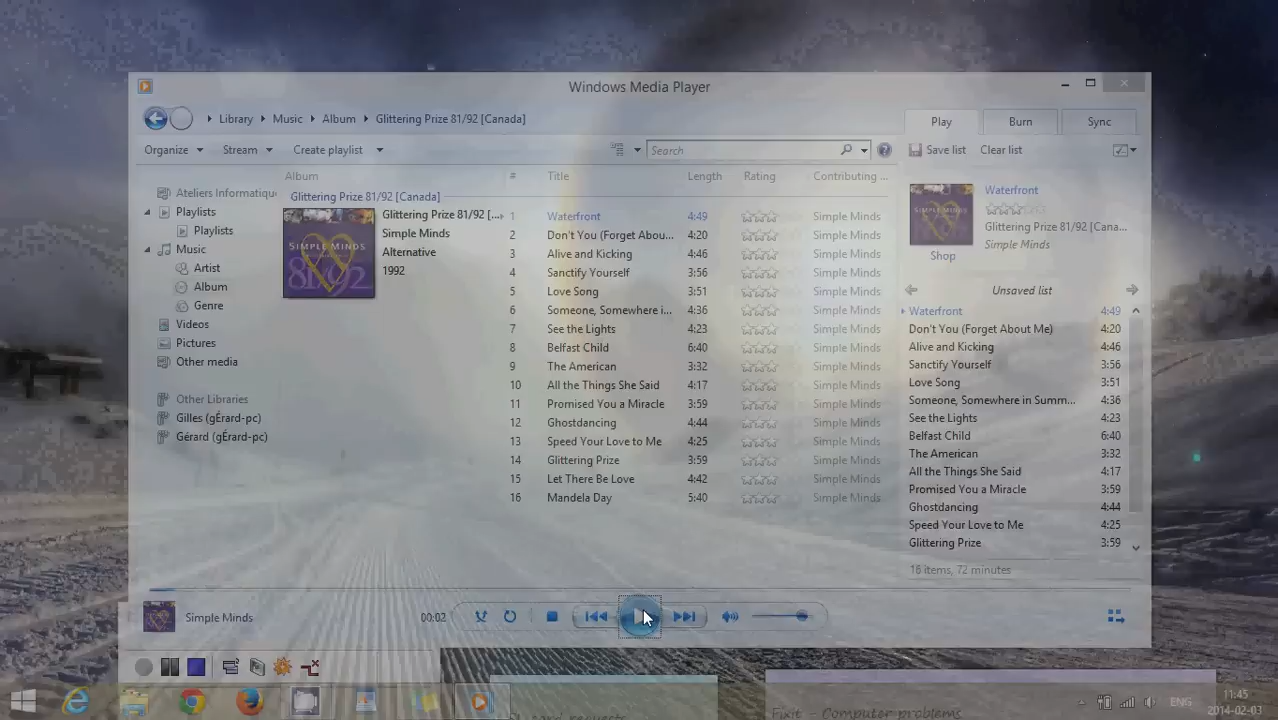 Windows Media Player
Library Music Album Glittering Prize 81/92 [Canada]
Play Burn Sync
Organize Stream Create playlist Search Save list Clear list
Album # Title Length Rating Contributing ...
Ateliers Informatiqu
Playlists
Playlists
Music
Artist
Album
Genre
Videos
Pictures
Other media
Other Libraries
Gilles (gÉrard-pc)
Gérard (gÉrard-pc)
Glittering Prize 81/92 [Canada]
SIMPLE MINDS
81/92
Glittering Prize 81/92 [...
Simple Minds
Alternative
1992
1 Waterfront 4:49 Simple Minds
2 Don't You (Forget Abou... 4:20 Simple Minds
3 Alive and Kicking 4:46 Simple Minds
4 Sanctify Yourself 3:56 Simple Minds
5 Love Song 3:51 Simple Minds
6 Someone, Somewhere i... 4:36 Simple Minds
7 See the Lights 4:23 Simple Minds
8 Belfast Child 6:40 Simple Minds
9 The American 3:32 Simple Minds
10 All the Things She Said 4:17 Simple Minds
11 Promised You a Miracle 3:59 Simple Minds
12 Ghostdancing 4:44 Simple Minds
13 Speed Your Love to Me 4:25 Simple Minds
14 Glittering Prize 3:59 Simple Minds
15 Let There Be Love 4:42 Simple Minds
16 Mandela Day 5:40 Simple Minds
SIMPLE MINDS
Shop
Waterfront
Glittering Prize 81/92 [Cana...
Simple Minds
Unsaved list
Waterfront 4:49
Don't You (Forget About Me) 4:20
Alive and Kicking 4:46
Sanctify Yourself 3:56
Love Song 3:51
Someone, Somewhere in Summ... 4:36
See the Lights 4:23
Belfast Child 6:40
The American 3:32
All the Things She Said 4:17
Promised You a Miracle 3:59
Ghostdancing 4:44
Speed Your Love to Me 4:25
Glittering Prize 3:59
16 items, 72 minutes
Simple Minds 00:02
requests
Fixit - Computer problems
ENG
11:45
2014-02-03